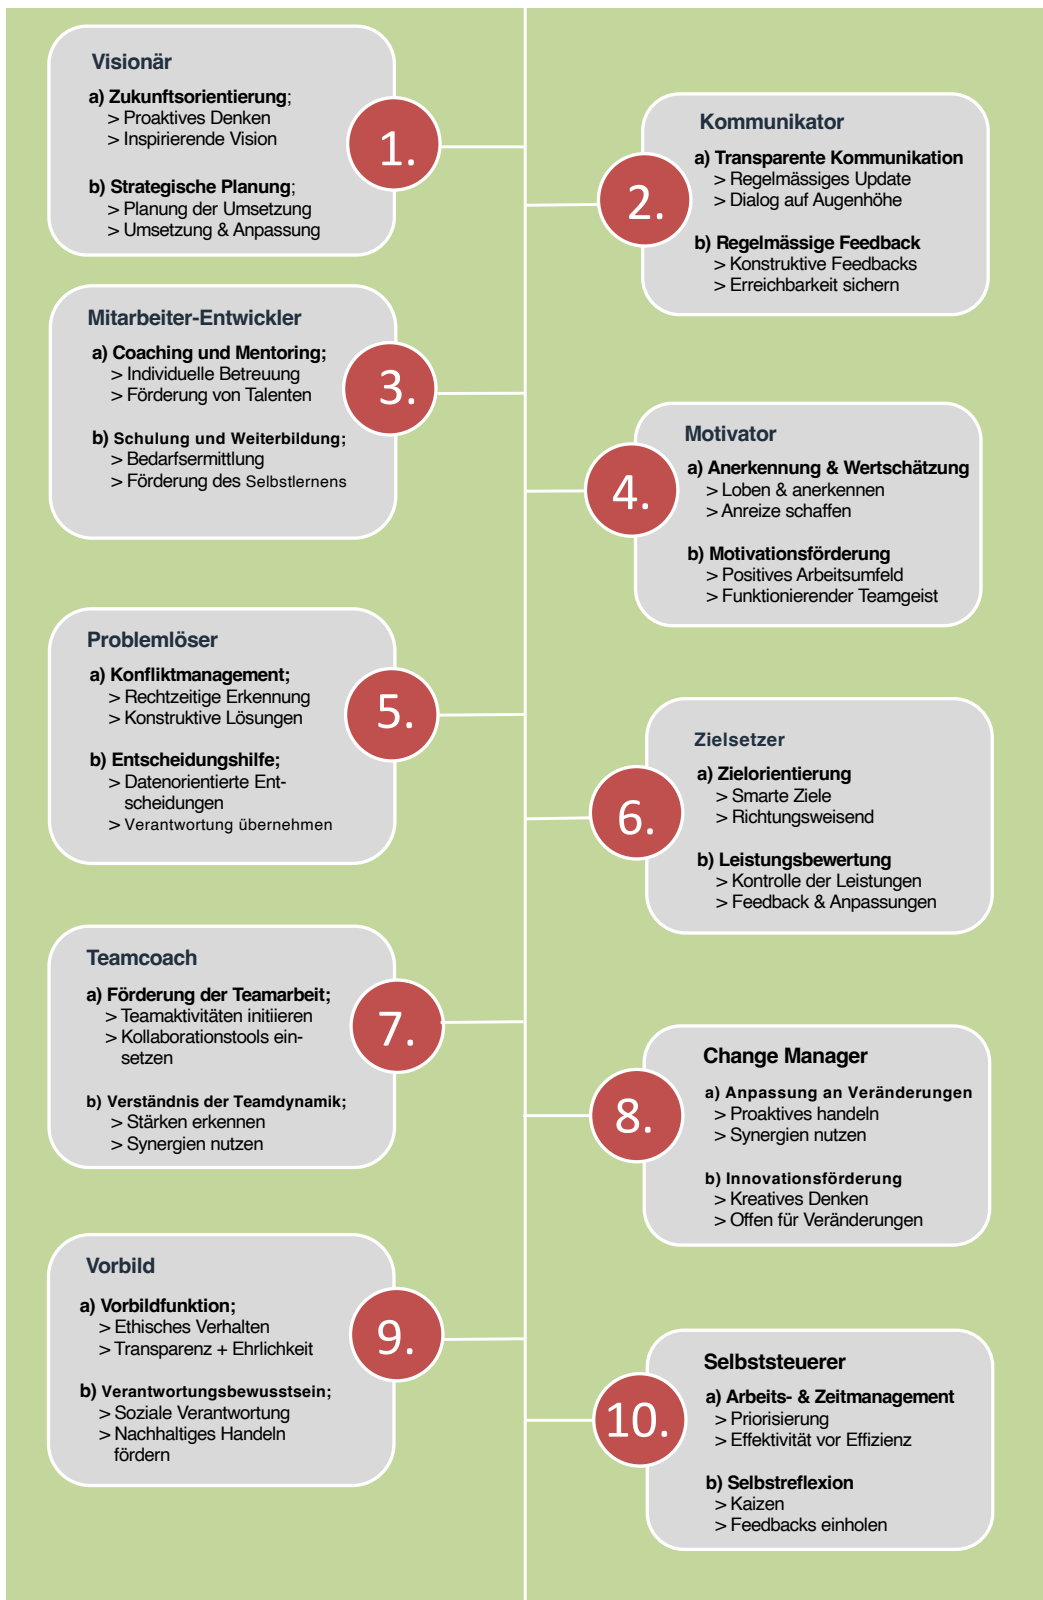 Visionär
a) Zukunftsorientierung;
> Proaktives Denken
> Inspirierende Vision
b) Strategische Planung;
> Planung der Umsetzung
> Umsetzung & Anpassung
1.
Kommunikator
a) Transparente Kommunikation
> Regelmässiges Update
> Dialog auf Augenhöhe
b) Regelmässige Feedback
> Konstruktive Feedbacks
> Erreichbarkeit sichern
2.
Mitarbeiter-Entwickler
a) Coaching und Mentoring;
> Individuelle Betreuung
> Förderung von Talenten
b) Schulung und Weiterbildung;
> Bedarfsermittlung
> Förderung des Selbstlernens
3.
Motivator
a) Anerkennung & Wertschätzung
> Loben & anerkennen
> Anreize schaffen
b) Motivationsförderung
> Positives Arbeitsumfeld
> Funktionierender Teamgeist
4.
Problemlöser
a) Konfliktmanagement;
> Rechtzeitige Erkennung
> Konstruktive Lösungen
b) Entscheidungshilfe;
> Datenorientierte Ent-
scheidungen
> Verantwortung übernehmen
5.
Zielsetzer
a) Zielorientierung
> Smarte Ziele
> Richtungsweisend
b) Leistungsbewertung
> Kontrolle der Leistungen
> Feedback & Anpassungen
6.
Teamcoach
a) Förderung der Teamarbeit;
> Teamaktivitäten initiieren
> Kollaborationstools ein-
setzen
b) Verständnis der Teamdynamik;
> Stärken erkennen
> Synergien nutzen
7.
Change Manager
a) Anpassung an Veränderungen
> Proaktives handeln
> Synergien nutzen
b) Innovationsförderung
> Kreatives Denken
> Offen für Veränderungen
8.
Vorbild
a) Vorbildfunktion;
> Ethisches Verhalten
> Transparenz + Ehrlichkeit
b) Verantwortungsbewusstsein;
> Soziale Verantwortung
> Nachhaltiges Handeln
fördern
9.
Selbststeuerer
a) Arbeits- & Zeitmanagement
> Priorisierung
> Effektivität vor Effizienz
b) Selbstreflexion
> Kaizen
> Feedbacks einholen
10.